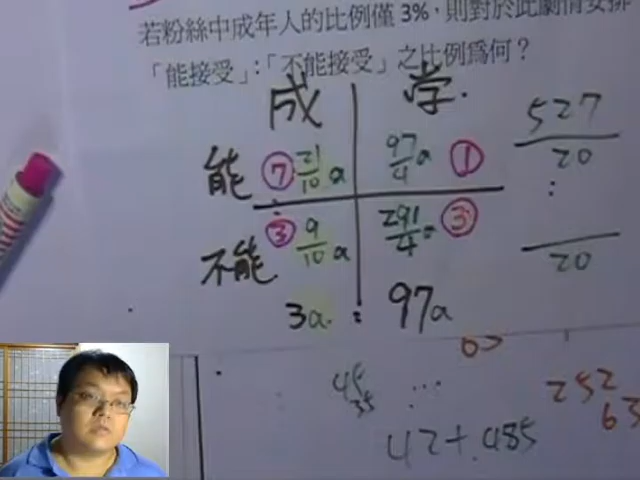 若粉絲中成年人的比例僅 3%，則對於此劇情安排
「能接受」:「不能接受」之比例爲何？
成 学. 527/20
能 ⑦ 21/10 a 97/4 a ① :
不能 ③ 9/10 a 291/4 a ③ /20
3a : 97a
45 ... 252
35 63
42+485